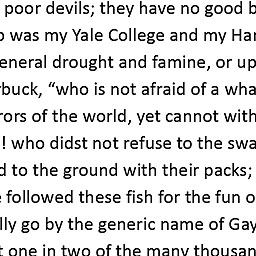 poor devils; they have no good b
was my Yale College and my Har
eneral drought and famine, or up
buck, “who is not afraid of a wha
rors of the world, yet cannot with
! who didst not refuse to the swa
d to the ground with their packs;
followed these fish for the fun o
lly go by the generic name of Gay
t one in two of the many thousan